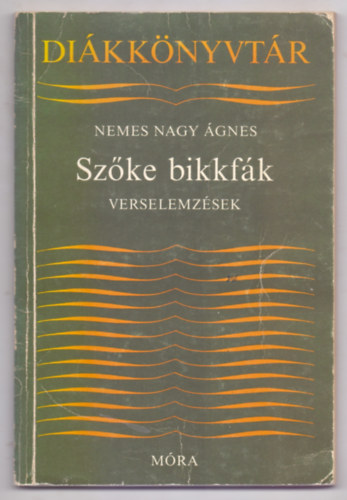 DIÁKKÖNYVTÁR
NEMES NAGY ÁGNES
Szőke bikkfák
VERSELEMZÉSEK
MÓRA